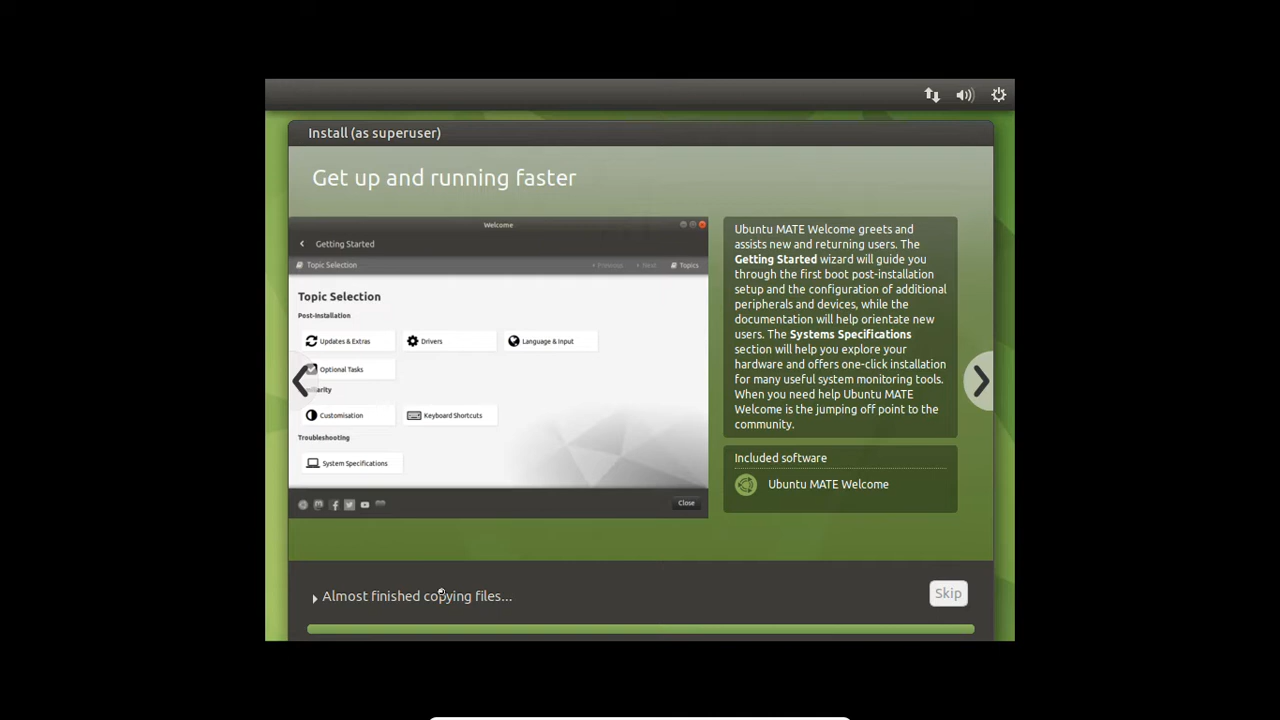 Install (as superuser)
Get up and running faster
Welcome
Getting Started
Topic Selection
Previous
Next
Topics
Topic Selection
Post-Installation
Updates & Extras
Drivers
Language & Input
Optional Tasks
Customisation
Keyboard Shortcuts
Troubleshooting
System Specifications
Close
Ubuntu MATE Welcome greets and
assists new and returning users. The
Getting Started wizard will guide you
through the first boot post-installation
setup and the configuration of additional
peripherals and devices, while the
documentation will help orientate new
users. The Systems Specifications
section will help you explore your
hardware and offers one-click installation
for many useful system monitoring tools.
When you need help Ubuntu MATE
Welcome is the jumping off point to the
community.
Included software
Ubuntu MATE Welcome
Almost finished copying files...
Skip